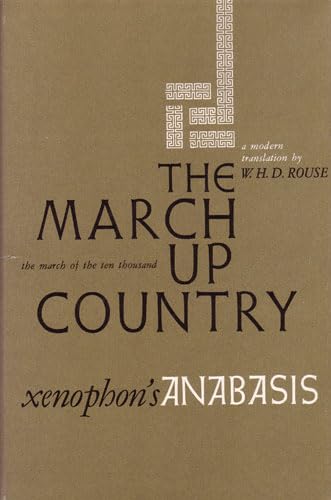 a modern
translation by
W. H. D. ROUSE
THE
MARCH
the march of the ten thousand UP
COUNTRY
xenophon's ANABASIS